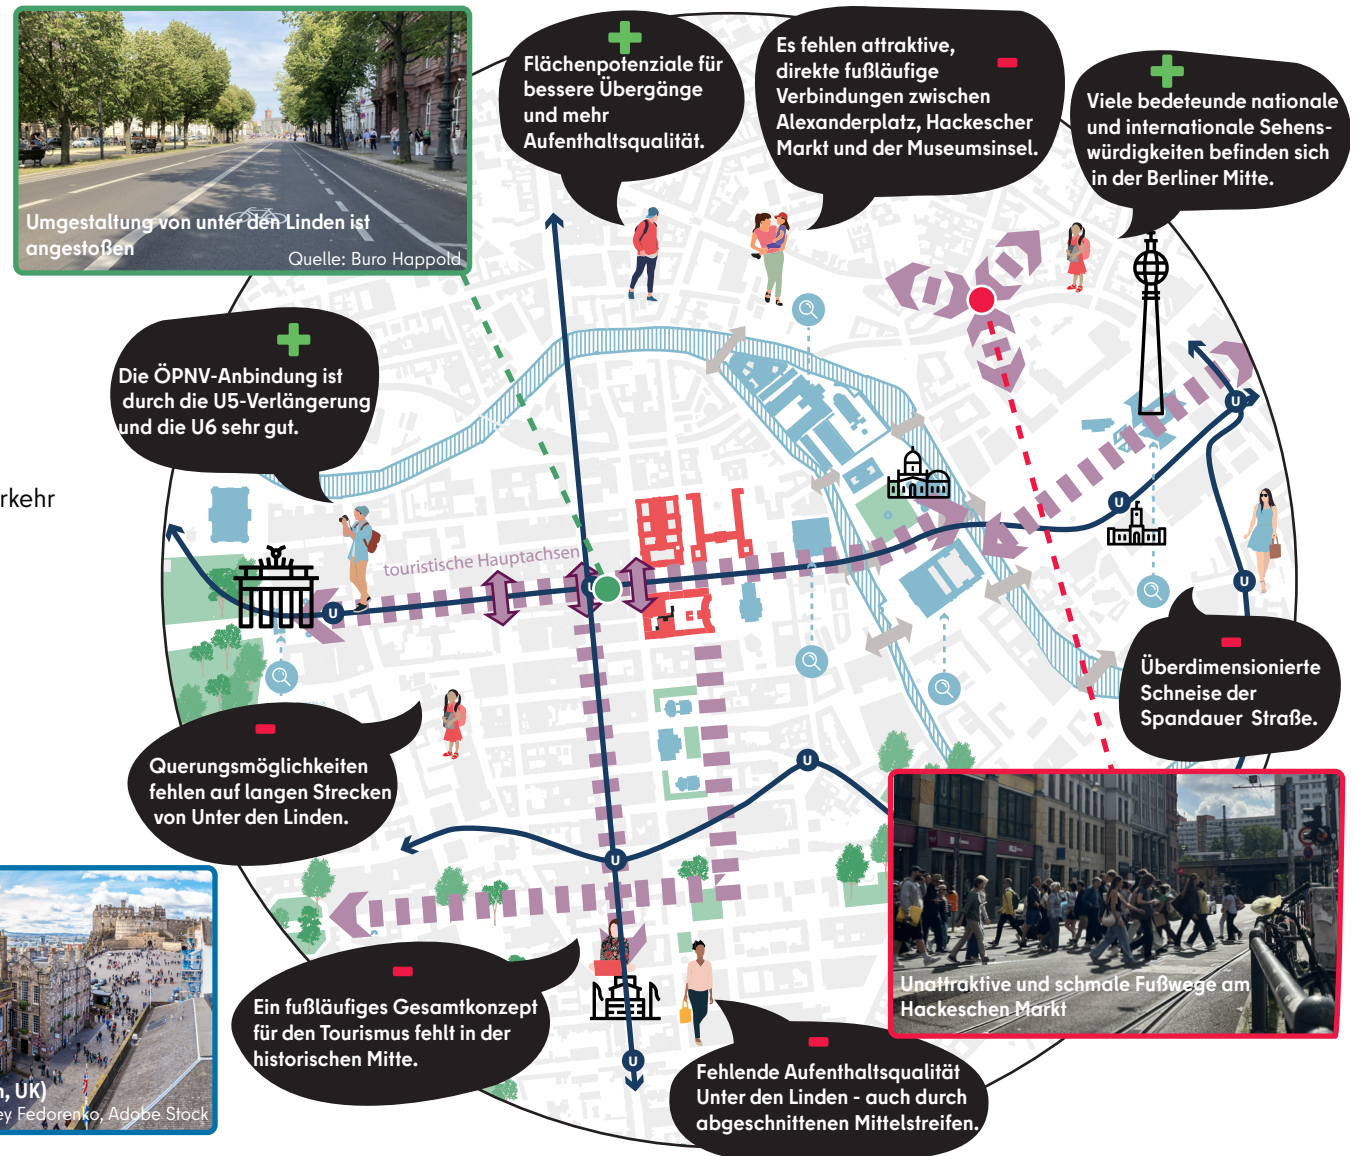 Umgestaltung von unter den Linden ist
angestoßen
Quelle: Buro Happold
Flächenpotenziale für
bessere Übergänge
und mehr
Aufenthaltsqualität.
Es fehlen attraktive,
direkte fußläufige
Verbindungen zwischen
Alexanderplatz, Hackescher
Markt und der Museumsinsel.
Viele bedeteunde nationale
und internationale Sehens-
würdigkeiten befinden sich
in der Berliner Mitte.
Die ÖPNV-Anbindung ist
durch die U5-Verlängerung
und die U6 sehr gut.
rkehr
touristische Hauptachsen
U
U
U
U
U
U
U
U
Überdimensionierte
Schneise der
Spandauer Straße.
Querungsmöglichkeiten
fehlen auf langen Strecken
von Unter den Linden.
Unattraktive und schmale Fußwege am
Hackeschen Markt
Ein fußläufiges Gesamtkonzept
für den Tourismus fehlt in der
historischen Mitte.
Fehlende Aufenthaltsqualität
Unter den Linden - auch durch
abgeschnittenen Mittelstreifen.
n, UK)
ey Fedorenko, Adobe Stock